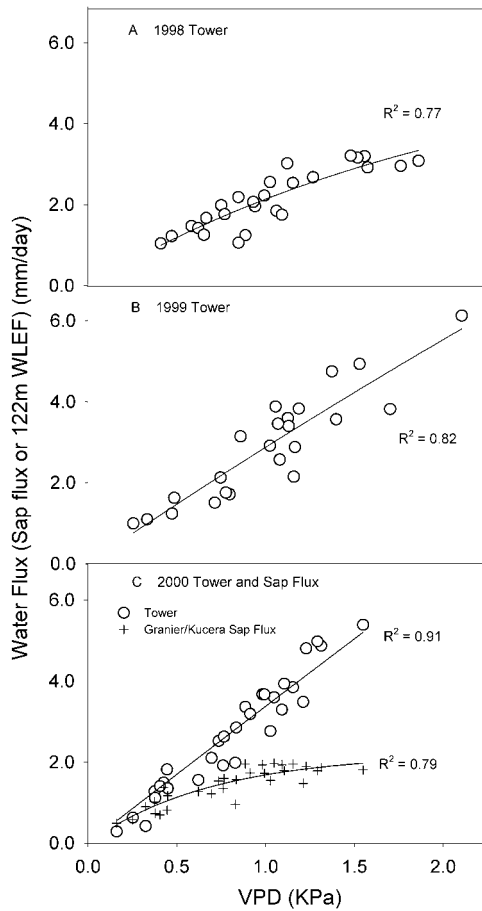 Water Flux (Sap flux or 122m WLEF) (mm/day)
A 1998 Tower
6.0
4.0
2.0
0.0
R² = 0.77
B 1999 Tower
6.0
4.0
2.0
0.0
R² = 0.82
C 2000 Tower and Sap Flux
Tower
Granier/Kucera Sap Flux
6.0
4.0
2.0
0.0
R² = 0.91
R² = 0.79
0.0 0.5 1.0 1.5 2.0
VPD (KPa)